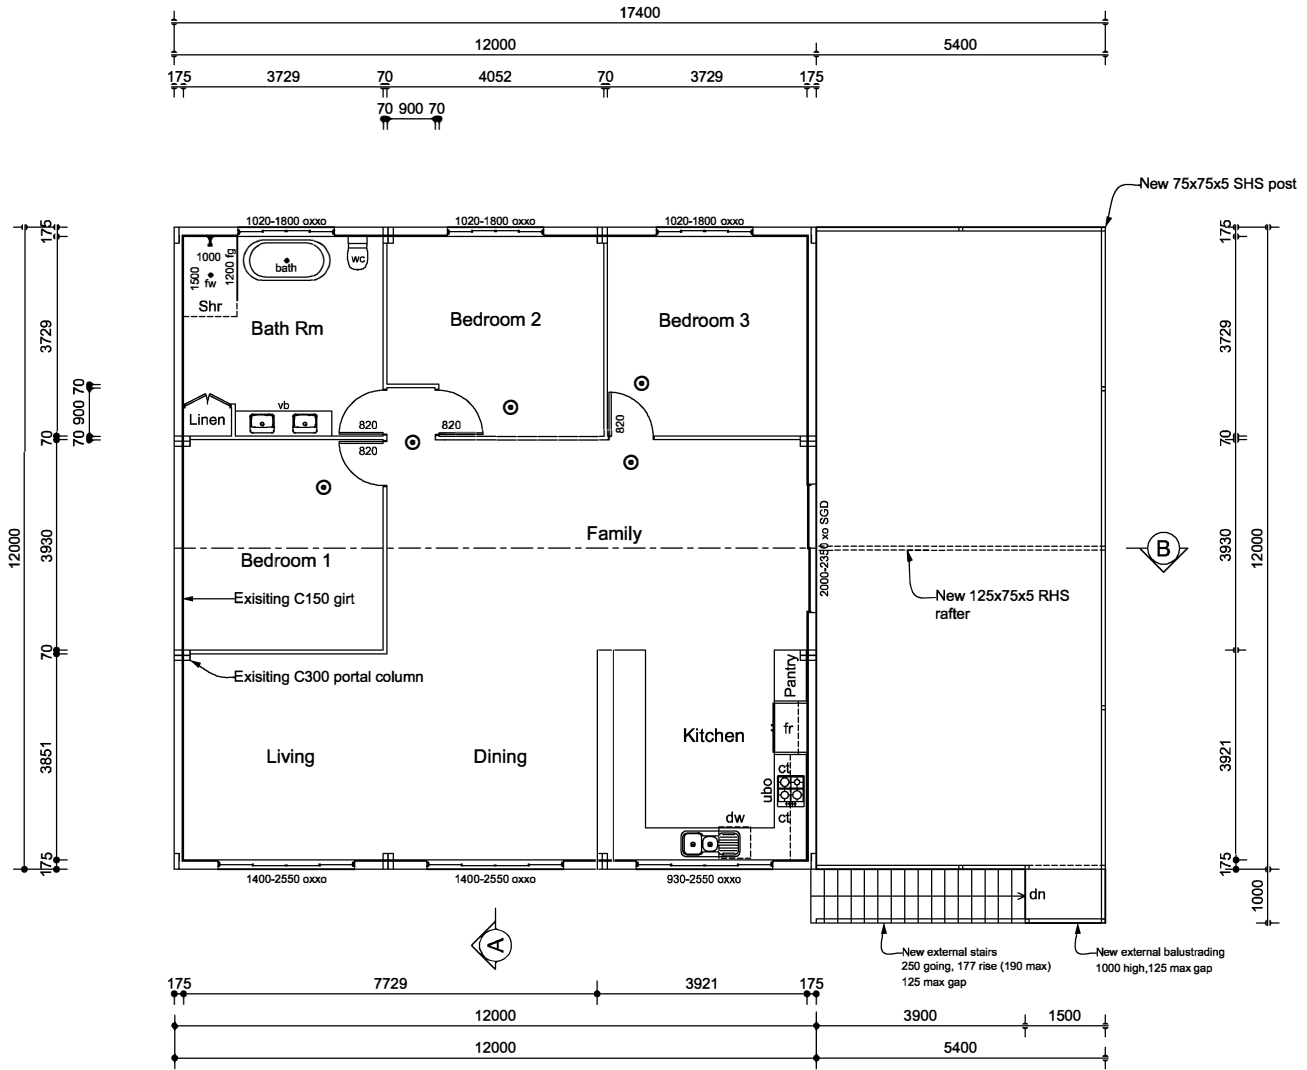 17400
12000 5400
175 3729 70 4052 70 3729 175
70 900 70
New 75x75x5 SHS post
1020-1800 oxxo 1020-1800 oxxo 1020-1800 oxxo
175
3729
70
900
70
70
3930
70
3851
175
12000
1000
1500
fw
1200 fg
Shr
bath
wc
Bath Rm
Bedroom 2
Bedroom 3
Linen
vb
820
820
820
820
Family
Bedroom 1
2000-2350 xo SGD
Exisiting C150 girt
Exisiting C300 portal column
New 125x75x5 RHS
rafter
B
Living
Dining
Kitchen
Pantry
fr
ct
ubo
ct
dw
175
3729
70
3930
3921
175
12000
1000
1400-2550 oxxo 1400-2550 oxxo 930-2550 oxxo
dn
A
New external stairs
250 going, 177 rise (190 max)
125 max gap
New external balustrading
1000 high,125 max gap
175 7729 3921 175
12000 3900 1500
12000 5400